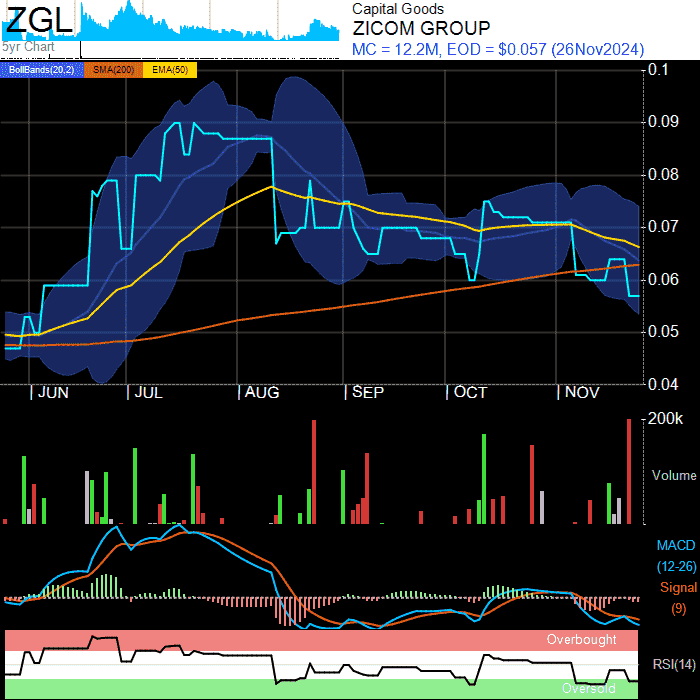 ZGL
5yr Chart
Capital Goods
ZICOM GROUP
MC = 12.2M, EOD = $0.057 (26Nov2024)
BollBands(20,2) SMA(200) EMA(50)
0.1
0.09
0.08
0.07
0.06
0.05
0.04
JUN JUL AUG SEP OCT NOV
200k
Volume
MACD
(12-26)
Signal
(9)
Overbought
RSI(14)
Oversold